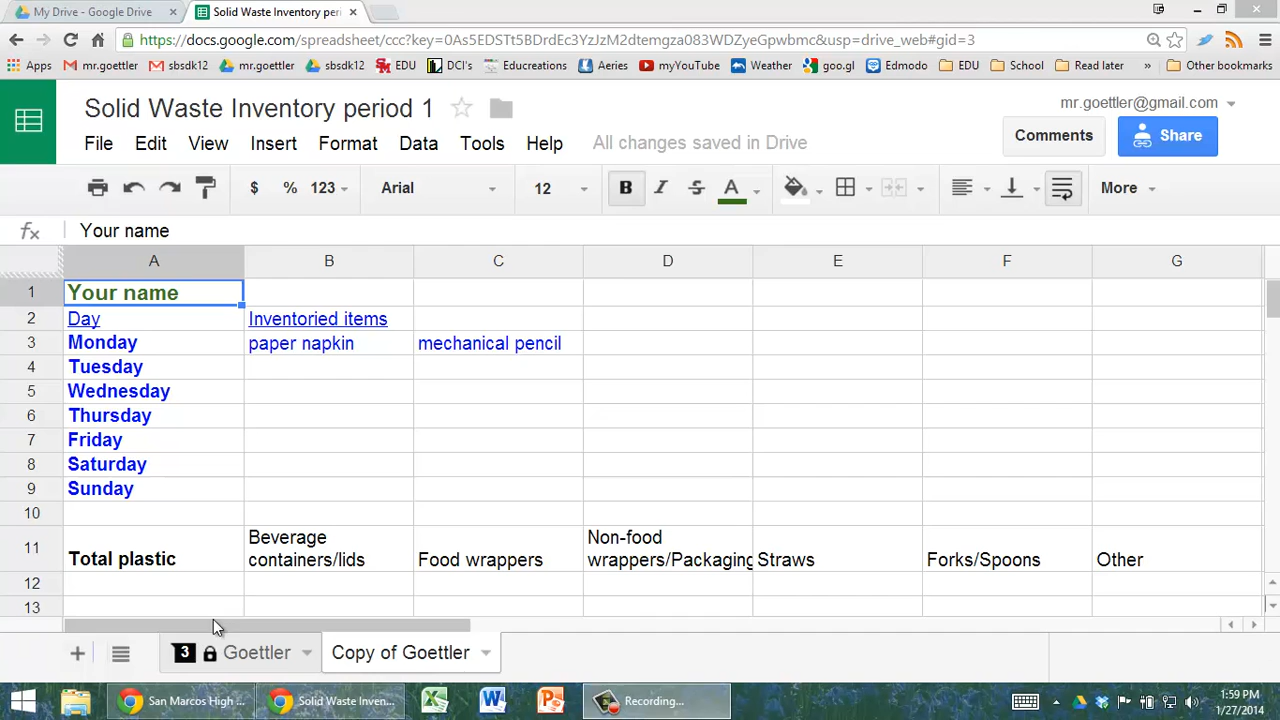 My Drive - Google Drive
Solid Waste Inventory peri
https://docs.google.com/spreadsheet/ccc?key=0As5EDSTt5BDrdEc3YzJzM2dtemgza083WDZyeGpwbmc&usp=drive_web#gid=3
Apps mr.goettler sbsdk12 mr.goettler sbsdk12 EDU DCI's Educreations Aeries myYouTube Weather goo.gl Edmodo EDU School Read later » Other bookmarks
Solid Waste Inventory period 1
mr.goettler@gmail.com
File Edit View Insert Format Data Tools Help All changes saved in Drive
Comments Share
$ % 123 Arial 12 B I S A More
fx Your name
A B C D E F G
1 Your name
2 Day Inventoried items
3 Monday paper napkin mechanical pencil
4 Tuesday
5 Wednesday
6 Thursday
7 Friday
8 Saturday
9 Sunday
10
11 Total plastic Beverage containers/lids Food wrappers Non-food wrappers/Packaging Straws Forks/Spoons Other
12
13
3 Goettler Copy of Goettler
San Marcos High ... Solid Waste Inven... Recording...
1:59 PM
1/27/2014